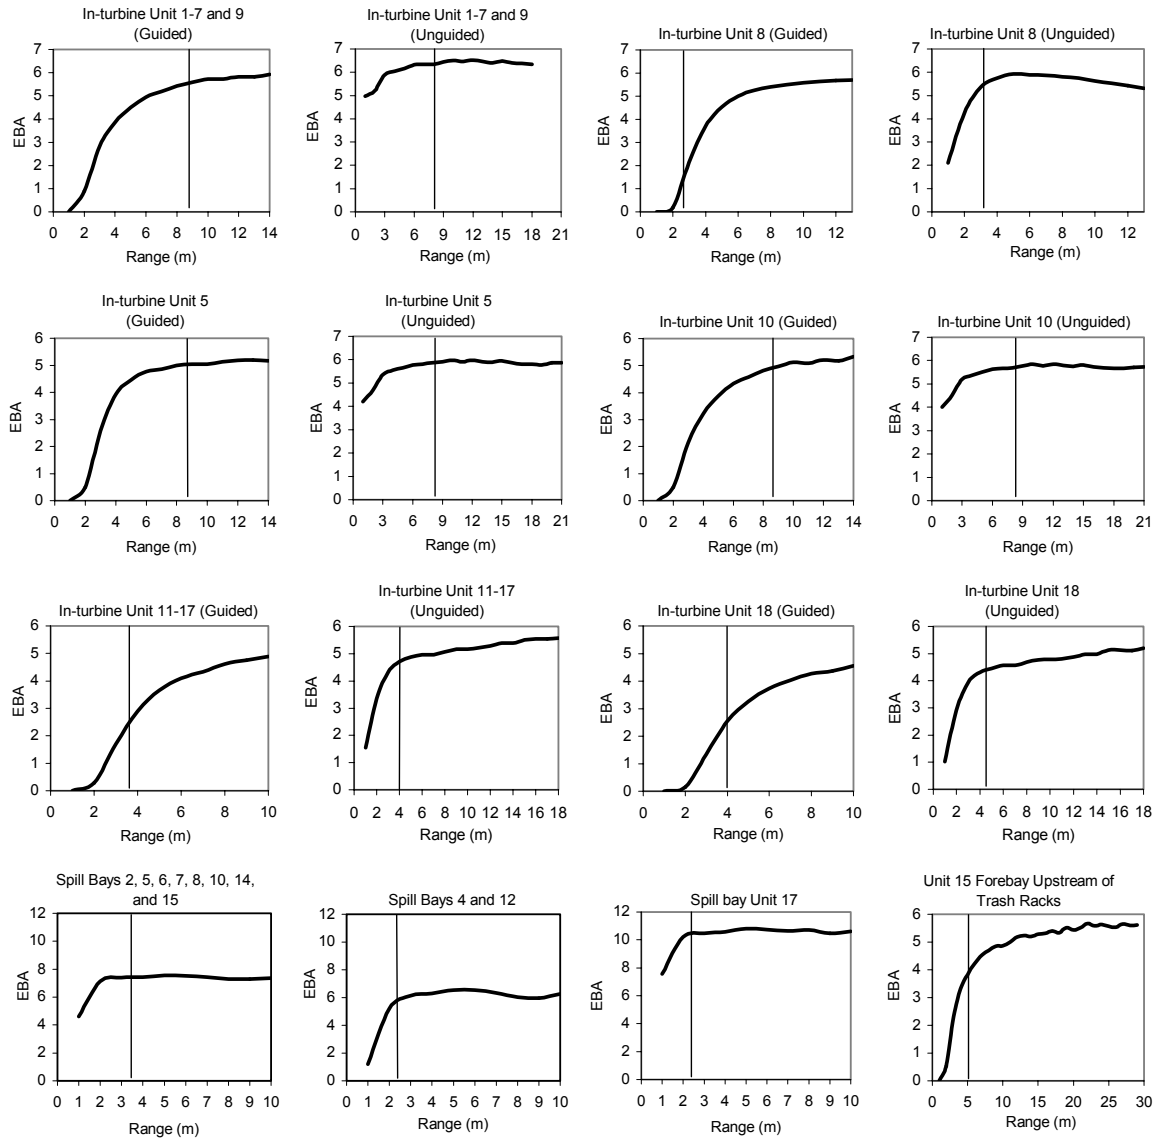 In-turbine Unit 1-7 and 9
(Guided)
EBA
7
6
5
4
3
2
1
0
0 2 4 6 8 10 12 14
Range (m)
In-turbine Unit 1-7 and 9
(Unguided)
EBA
7
6
5
4
3
2
1
0
0 3 6 9 12 15 18 21
Range (m)
In-turbine Unit 8 (Guided)
EBA
7
6
5
4
3
2
1
0
0 2 4 6 8 10 12
Range (m)
In-turbine Unit 8 (Unguided)
EBA
7
6
5
4
3
2
1
0
0 2 4 6 8 10 12
Range (m)
In-turbine Unit 5
(Guided)
EBA
6
5
4
3
2
1
0
0 2 4 6 8 10 12 14
Range (m)
In-turbine Unit 5
(Unguided)
EBA
7
6
5
4
3
2
1
0
0 3 6 9 12 15 18 21
Range (m)
In-turbine Unit 10 (Guided)
EBA
6
5
4
3
2
1
0
0 2 4 6 8 10 12 14
Range (m)
In-turbine Unit 10 (Unguided)
EBA
7
6
5
4
3
2
1
0
0 3 6 9 12 15 18 21
Range (m)
In-turbine Unit 11-17 (Guided)
EBA
6
5
4
3
2
1
0
0 2 4 6 8 10
Range (m)
In-turbine Unit 11-17
(Unguided)
EBA
6
5
4
3
2
1
0
0 2 4 6 8 10 12 14 16 18
Range (m)
In-turbine Unit 18 (Guided)
EBA
6
5
4
3
2
1
0
0 2 4 6 8 10
Range (m)
In-turbine Unit 18
(Unguided)
EBA
6
5
4
3
2
1
0
0 2 4 6 8 10 12 14 16 18
Range (m)
Spill Bays 2, 5, 6, 7, 8, 10, 14,
and 15
EBA
12
10
8
6
4
2
0
0 1 2 3 4 5 6 7 8 9 10
Range (m)
Spill Bays 4 and 12
EBA
12
10
8
6
4
2
0
0 1 2 3 4 5 6 7 8 9 10
Range (m)
Spill bay Unit 17
EBA
12
10
8
6
4
2
0
0 1 2 3 4 5 6 7 8 9 10
Range (m)
Unit 15 Forebay Upstream of
Trash Racks
EBA
6
5
4
3
2
1
0
0 5 10 15 20 25 30
Range (m)